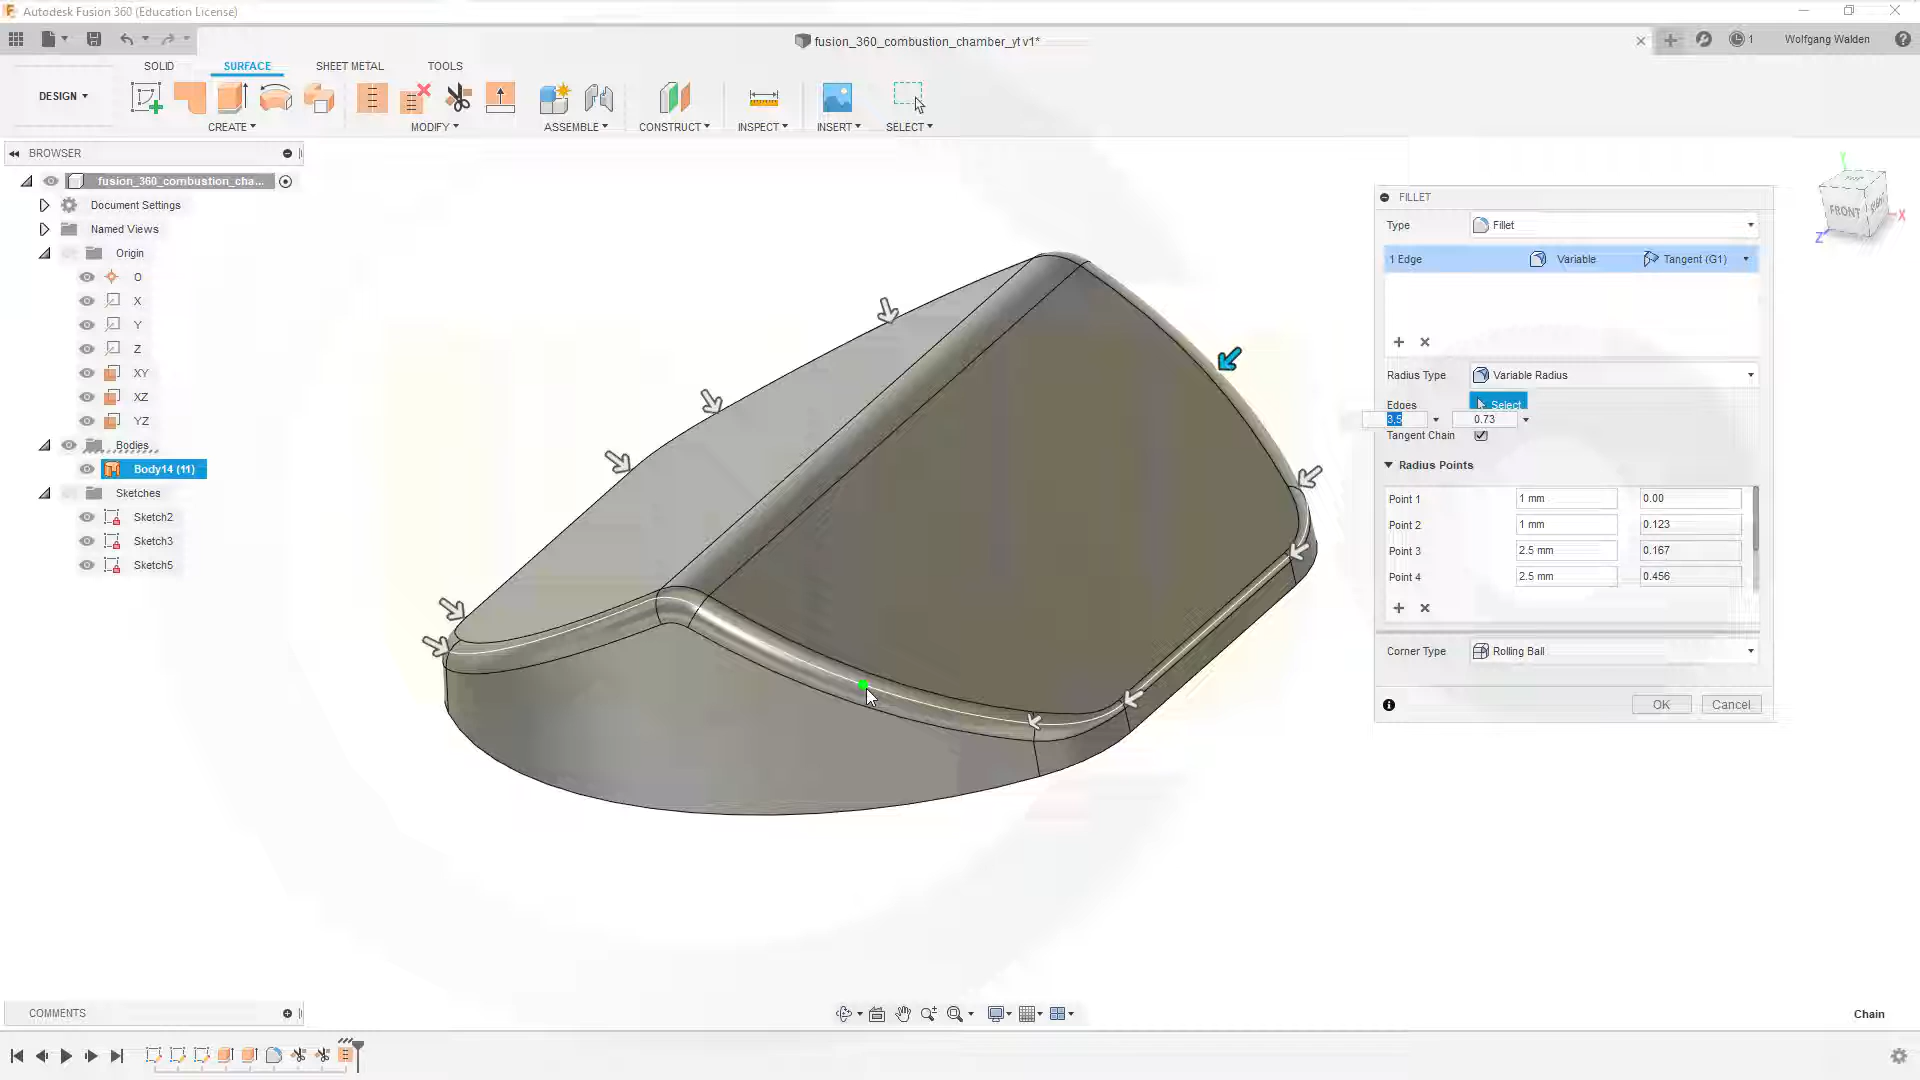 Autodesk Fusion 360 (Education License)
fusion_360_combustion_chamber_yt v1*
1
Wolfgang Walden
SOLID SURFACE SHEET METAL TOOLS
DESIGN
CREATE MODIFY ASSEMBLE CONSTRUCT INSPECT INSERT SELECT
BROWSER
fusion_360_combustion_cha...
Document Settings
Named Views
Origin
O
X
Y
Z
XY
XZ
YZ
Bodies
Body14 (11)
Sketches
Sketch2
Sketch3
Sketch5
Y
TOP
FRONT
X
Z
FILLET
Type Fillet
1 Edge Variable Tangent (G1)
Radius Type Variable Radius
Edges Select
3.5 0.73
Tangent Chain
Radius Points
Point 1 1 mm 0.00
Point 2 1 mm 0.123
Point 3 2.5 mm 0.167
Point 4 2.5 mm 0.456
Corner Type Rolling Ball
OK Cancel
COMMENTS
Chain